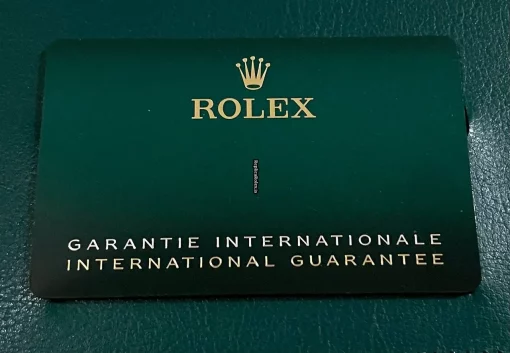 ROLEX
GARANTIE INTERNATIONALE
INTERNATIONAL GUARANTEE